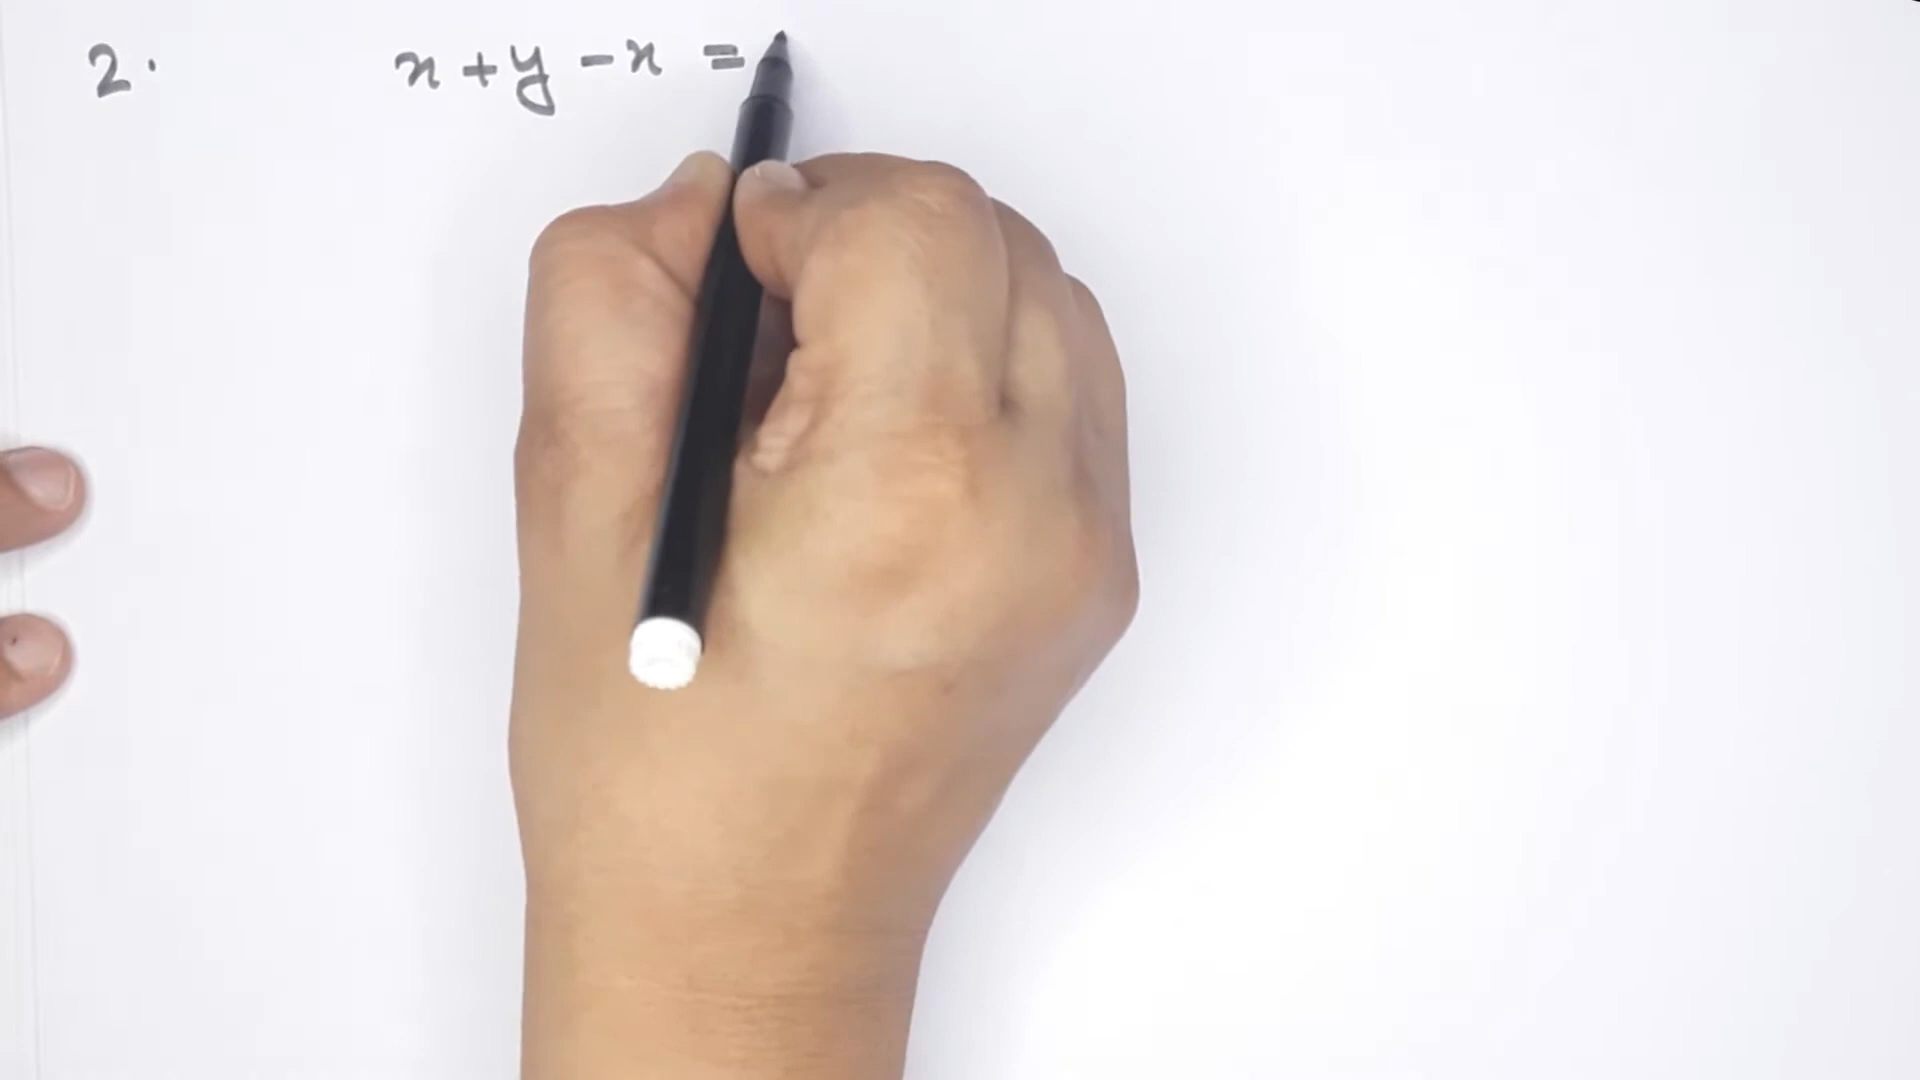 2. x + y - x =